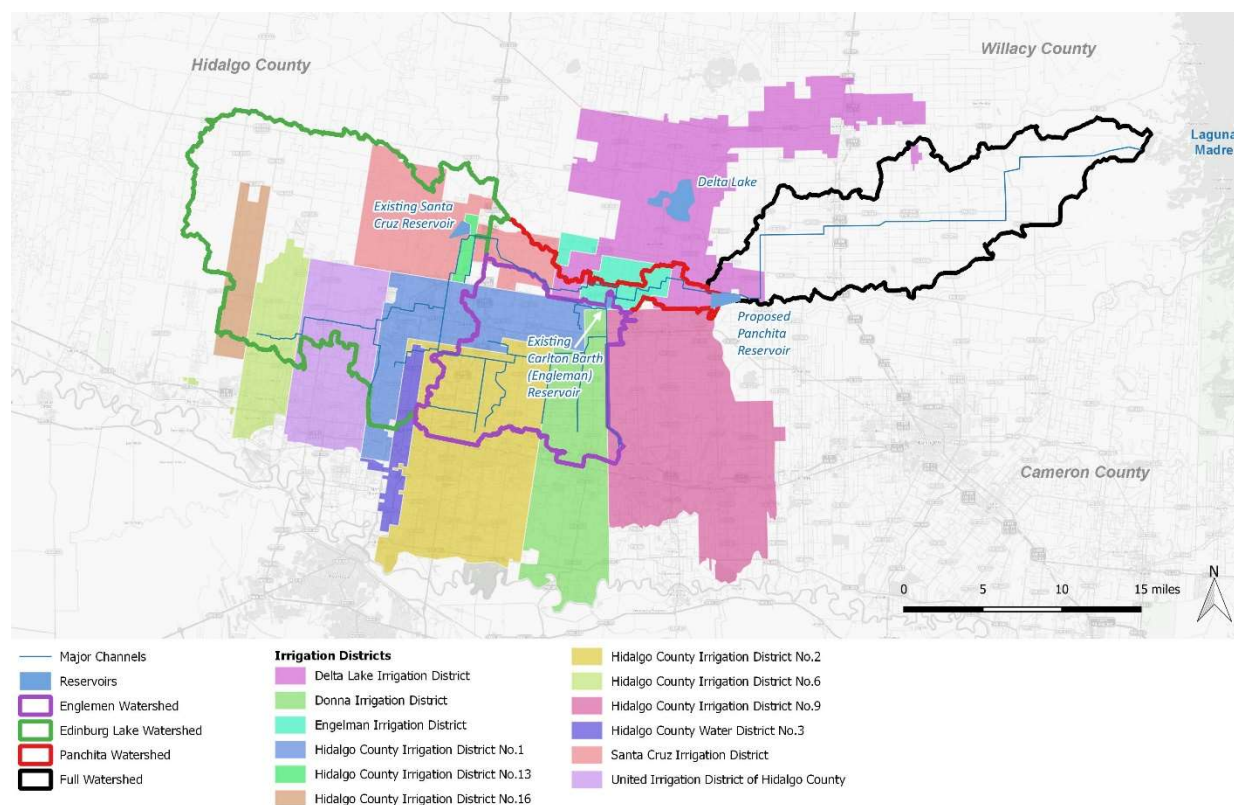 Hidalgo County
Willacy County
Laguna
Madre
Delta Lake
Existing Santa
Cruz Reservoir
Proposed
Panchita
Reservoir
Existing
Carlton Barth
(Engleman)
Reservoir
Cameron County
N
0 5 10 15 miles
Major Channels
Reservoirs
Englemen Watershed
Edinburg Lake Watershed
Panchita Watershed
Full Watershed
Irrigation Districts
Delta Lake Irrigation District
Donna Irrigation District
Engelman Irrigation District
Hidalgo County Irrigation District No.1
Hidalgo County Irrigation District No.13
Hidalgo County Irrigation District No.16
Hidalgo County Irrigation District No.2
Hidalgo County Irrigation District No.6
Hidalgo County Irrigation District No.9
Hidalgo County Water District No.3
Santa Cruz Irrigation District
United Irrigation District of Hidalgo County